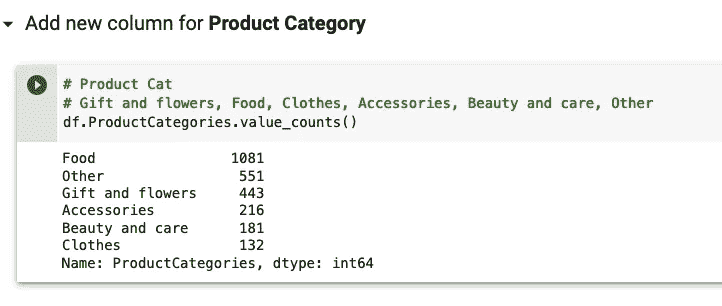 Add new column for Product Category
# Product Cat
# Gift and flowers, Food, Clothes, Accessories, Beauty and care, Other
df.ProductCategories.value_counts()
Food 1081
Other 551
Gift and flowers 443
Accessories 216
Beauty and care 181
Clothes 132
Name: ProductCategories, dtype: int64